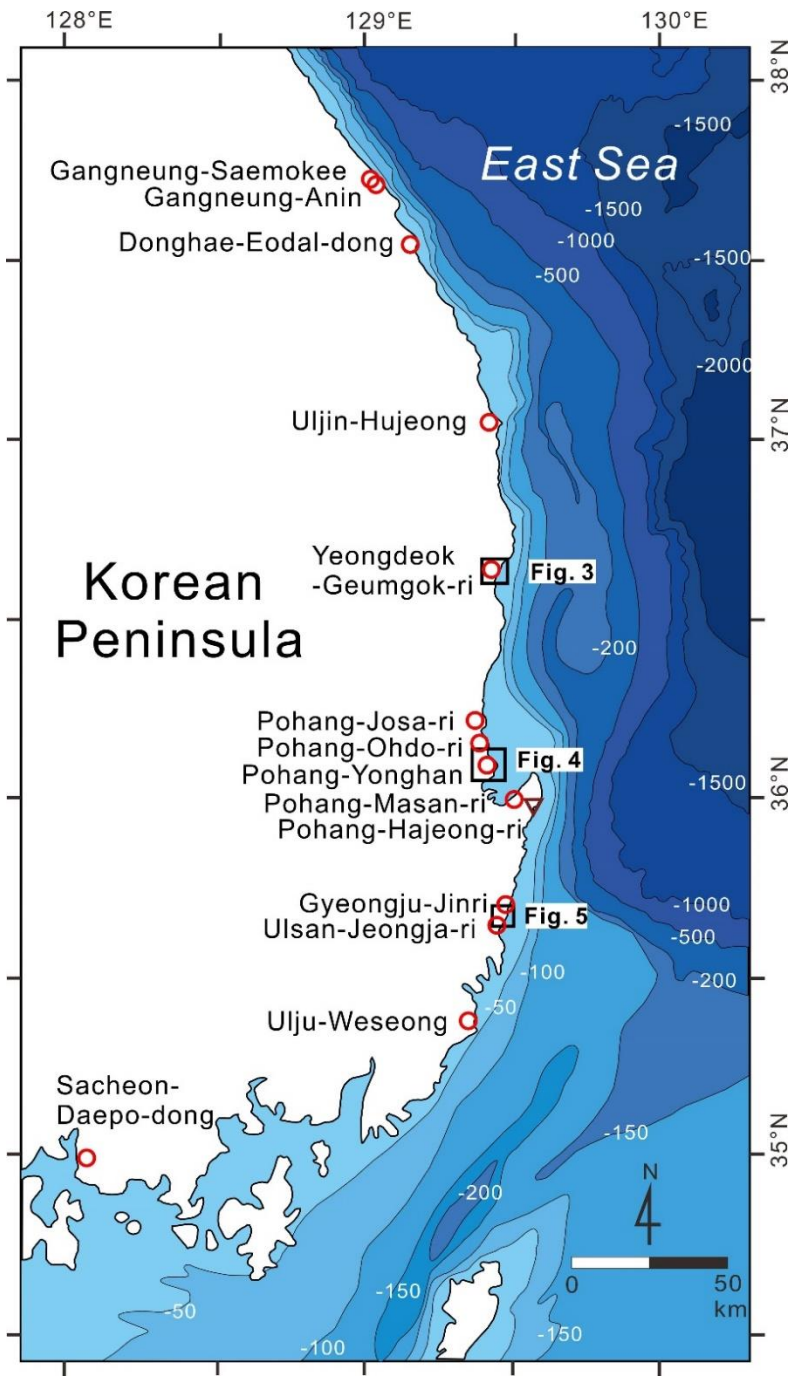 128°E
129°E
130°E
38°N
-1500
East Sea
Gangneung-Saemokee
Gangneung-Anin
-1500
Donghae-Eodal-dong
-1000
-500
-1500
-2000
Uljin-Hujeong
37°N
Yeongdeok
-Geumgok-ri
Fig. 3
Korean
Peninsula
-200
Pohang-Josa-ri
Pohang-Ohdo-ri
Fig. 4
Pohang-Yonghan
-1500
36°N
Pohang-Masan-ri
Pohang-Hajeong-ri
Gyeongju-Jinri
-1000
Fig. 5
Ulsan-Jeongja-ri
-500
-100
-200
-50
Ulju-Weseong
Sacheon-
Daepo-dong
-150
35°N
N
-200
0
50
km
-150
-50
-150
-100